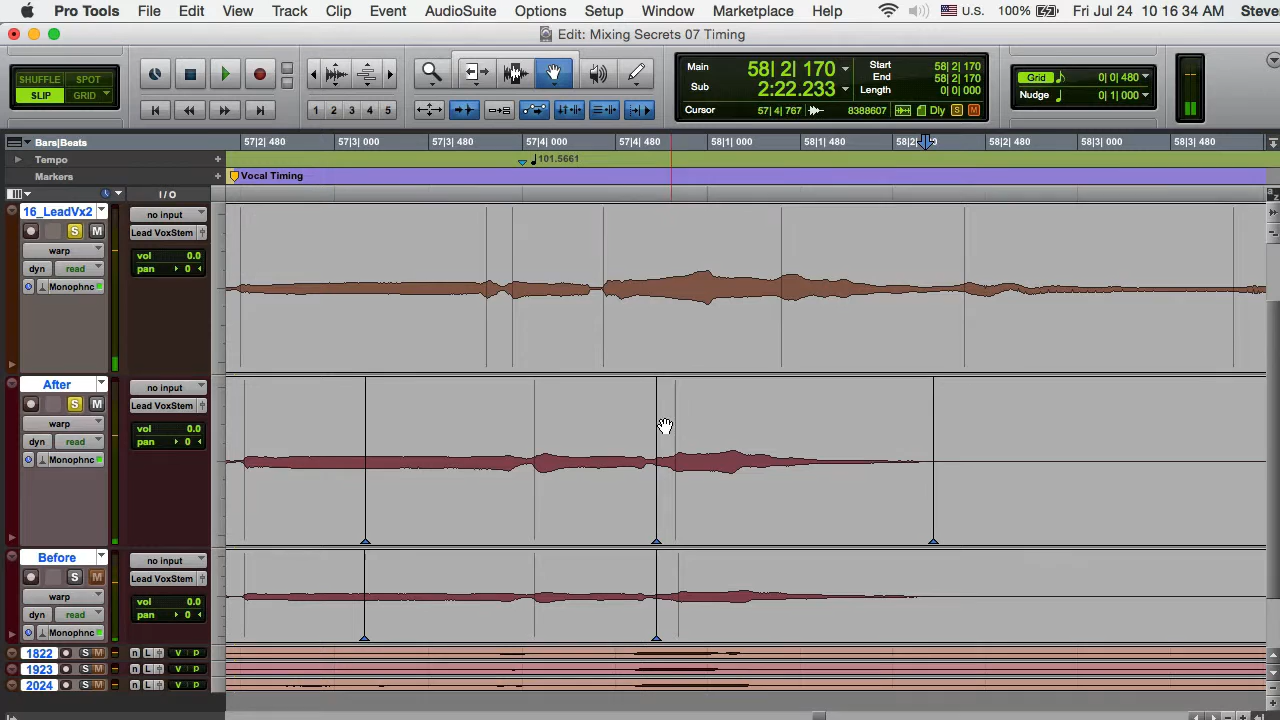 Pro Tools File Edit View Track Clip Event AudioSuite Options Setup Window Marketplace Help U.S. 100% Fri Jul 24 10 16 34 AM Steve
Edit: Mixing Secrets 07 Timing
SHUFFLE SPOT
SLIP GRID
1 2 3 4 5
Main 58| 2| 170
Sub 2:22.233
Start 58| 2| 170
End 58| 2| 170
Length 0| 0| 000
Cursor 57| 4| 767 8388607 Dly S M
Grid 0| 0| 480
Nudge 0| 1| 000
Bars|Beats 57|2| 480 57|3| 000 57|3| 480 57|4| 000 57|4| 480 58|1| 000 58|1| 480 58|2| 480 58|3| 000 58|3| 480
Tempo + 101.5661
Markers + Vocal Timing
I / O a z
16_LeadVx2 no input
S M Lead VoxStem
warp vol 0.0
dyn read pan 0
Monophnc
After no input
S M Lead VoxStem
warp vol 0.0
dyn read pan 0
Monophnc
Before no input
S M Lead VoxStem
warp vol 0.0
dyn read pan 0
Monophnc
1822 S M n L v p
1923 S M n L v p
2024 S M n L v p